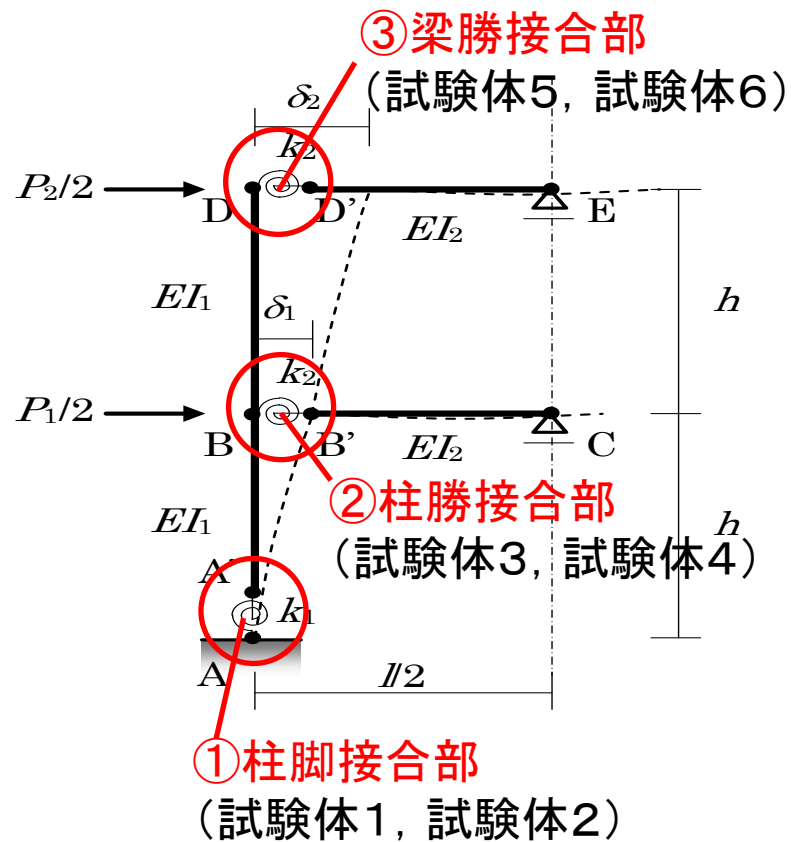 ③梁勝接合部
(試験体5, 試験体6)
δ₂
k₂
P₂/2
D
D'
E
EI₂
EI₁
h
δ₁
k₂
P₁/2
B
B'
C
EI₂
②柱勝接合部
(試験体3, 試験体4)
EI₁
h
A'
k₁
A
l/2
①柱脚接合部
(試験体1, 試験体2)